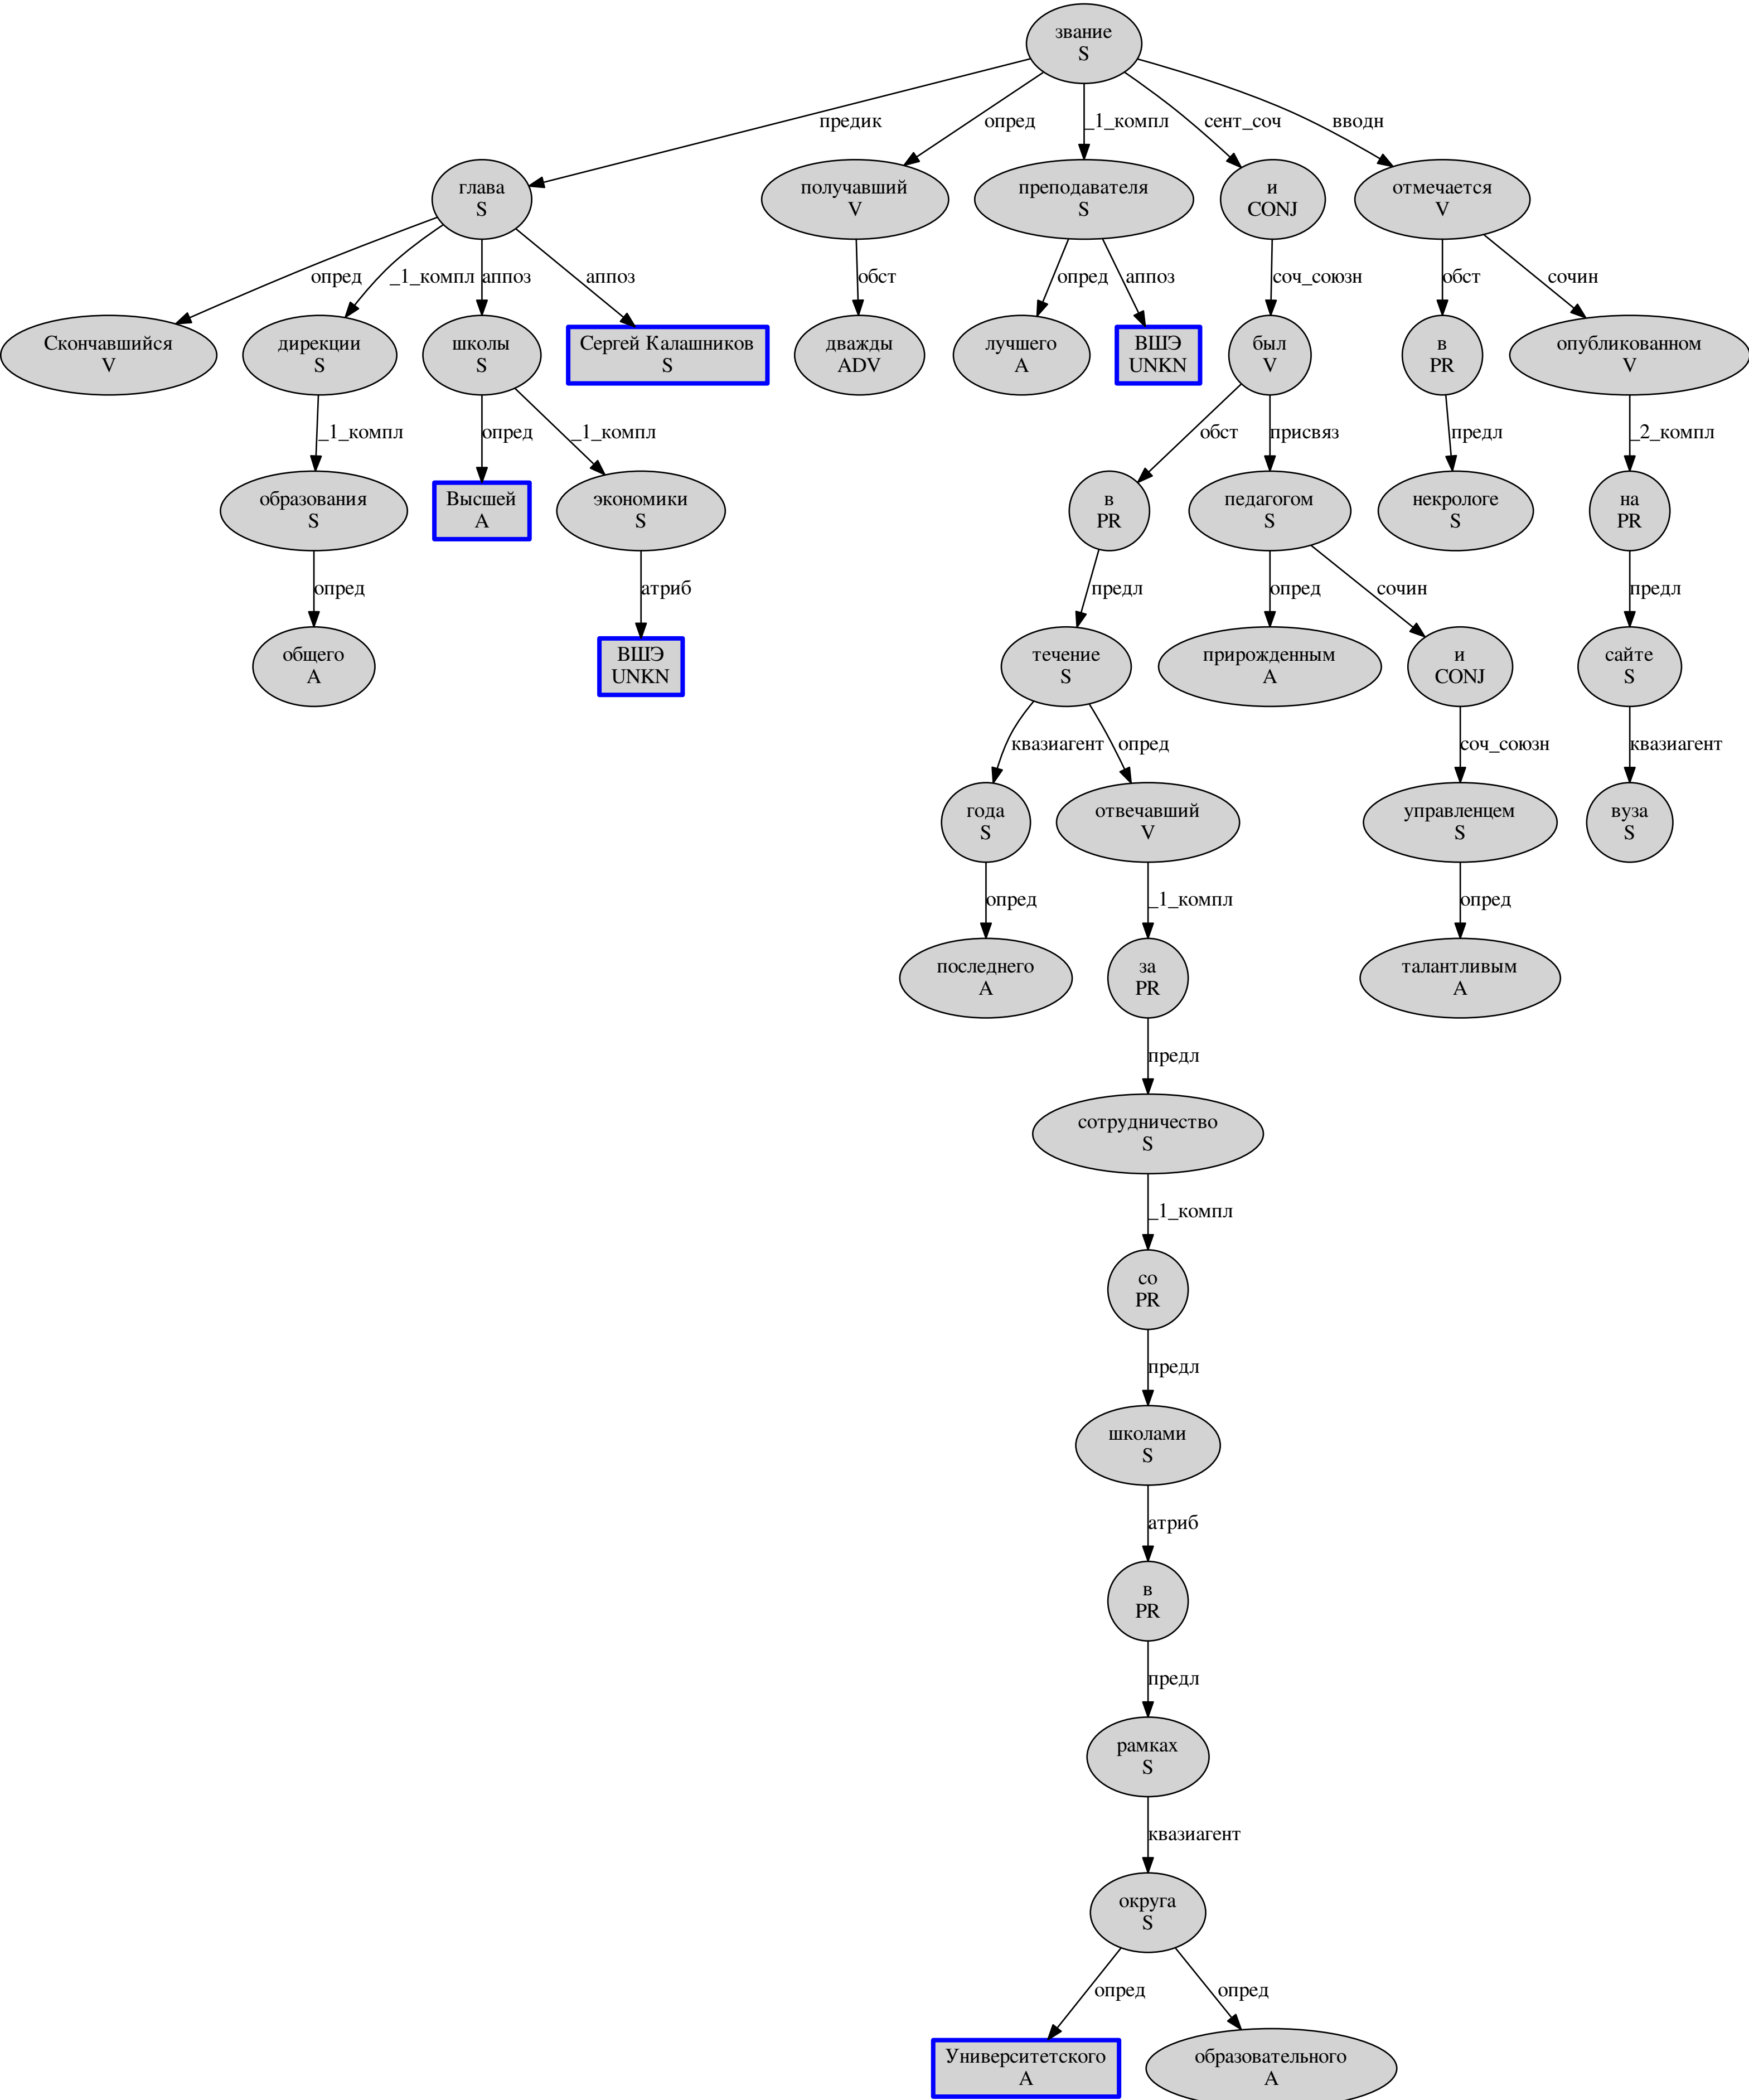 звание
S
предик
опред
_1_компл
сент_соч
вводн
глава
S
получавший
V
преподавателя
S
и
CONJ
отмечается
V
опред
_1_компл
аппоз
аппоз
обст
опред
аппоз
соч_союзн
обст
сочин
Скончавшийся
V
дирекции
S
школы
S
Сергей Калашников
S
дважды
ADV
лучшего
A
ВШЭ
UNKN
был
V
в
PR
опубликованном
V
_1_компл
опред
_1_компл
обст
присвяз
предл
_2_компл
образования
S
Высшей
A
экономики
S
в
PR
педагогом
S
некрологе
S
на
PR
опред
атриб
предл
опред
сочин
предл
общего
A
ВШЭ
UNKN
течение
S
прирожденным
A
и
CONJ
сайте
S
квазиагент
опред
соч_союзн
квазиагент
года
S
отвечавший
V
управленцем
S
вуза
S
опред
_1_компл
опред
последнего
A
за
PR
талантливым
A
предл
сотрудничество
S
_1_компл
со
PR
предл
школами
S
атриб
в
PR
предл
рамках
S
квазиагент
округа
S
опред
опред
Университетского
A
образовательного
A